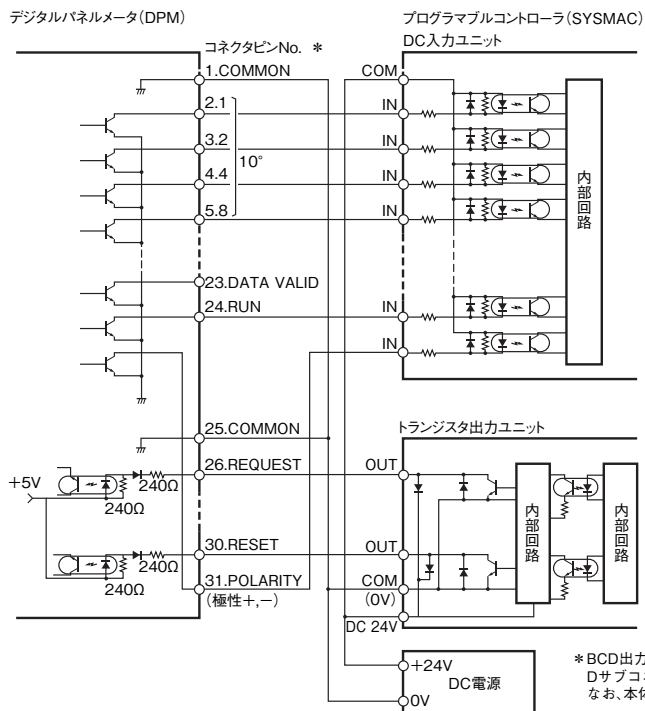 デジタルパネルメータ(DPM)
プログラマブルコントローラ(SYSMAC)
DC入力ユニット
コネクタピンNo. *
1.COMMON
COM
2.1
IN
3.2
IN
10°
4.4
IN
5.8
IN
内部回路
23.DATA VALID
24.RUN
IN
IN
25.COMMON
トランジスタ出力ユニット
26.REQUEST
OUT
+5V
240Ω
240Ω
内部回路
内部回路
30.RESET
OUT
240Ω
240Ω
31.POLARITY
(極性+,−)
COM
(0V)
DC 24V
+24V
DC電源
0V
*BCD出力
Dサブコ
なお、本体